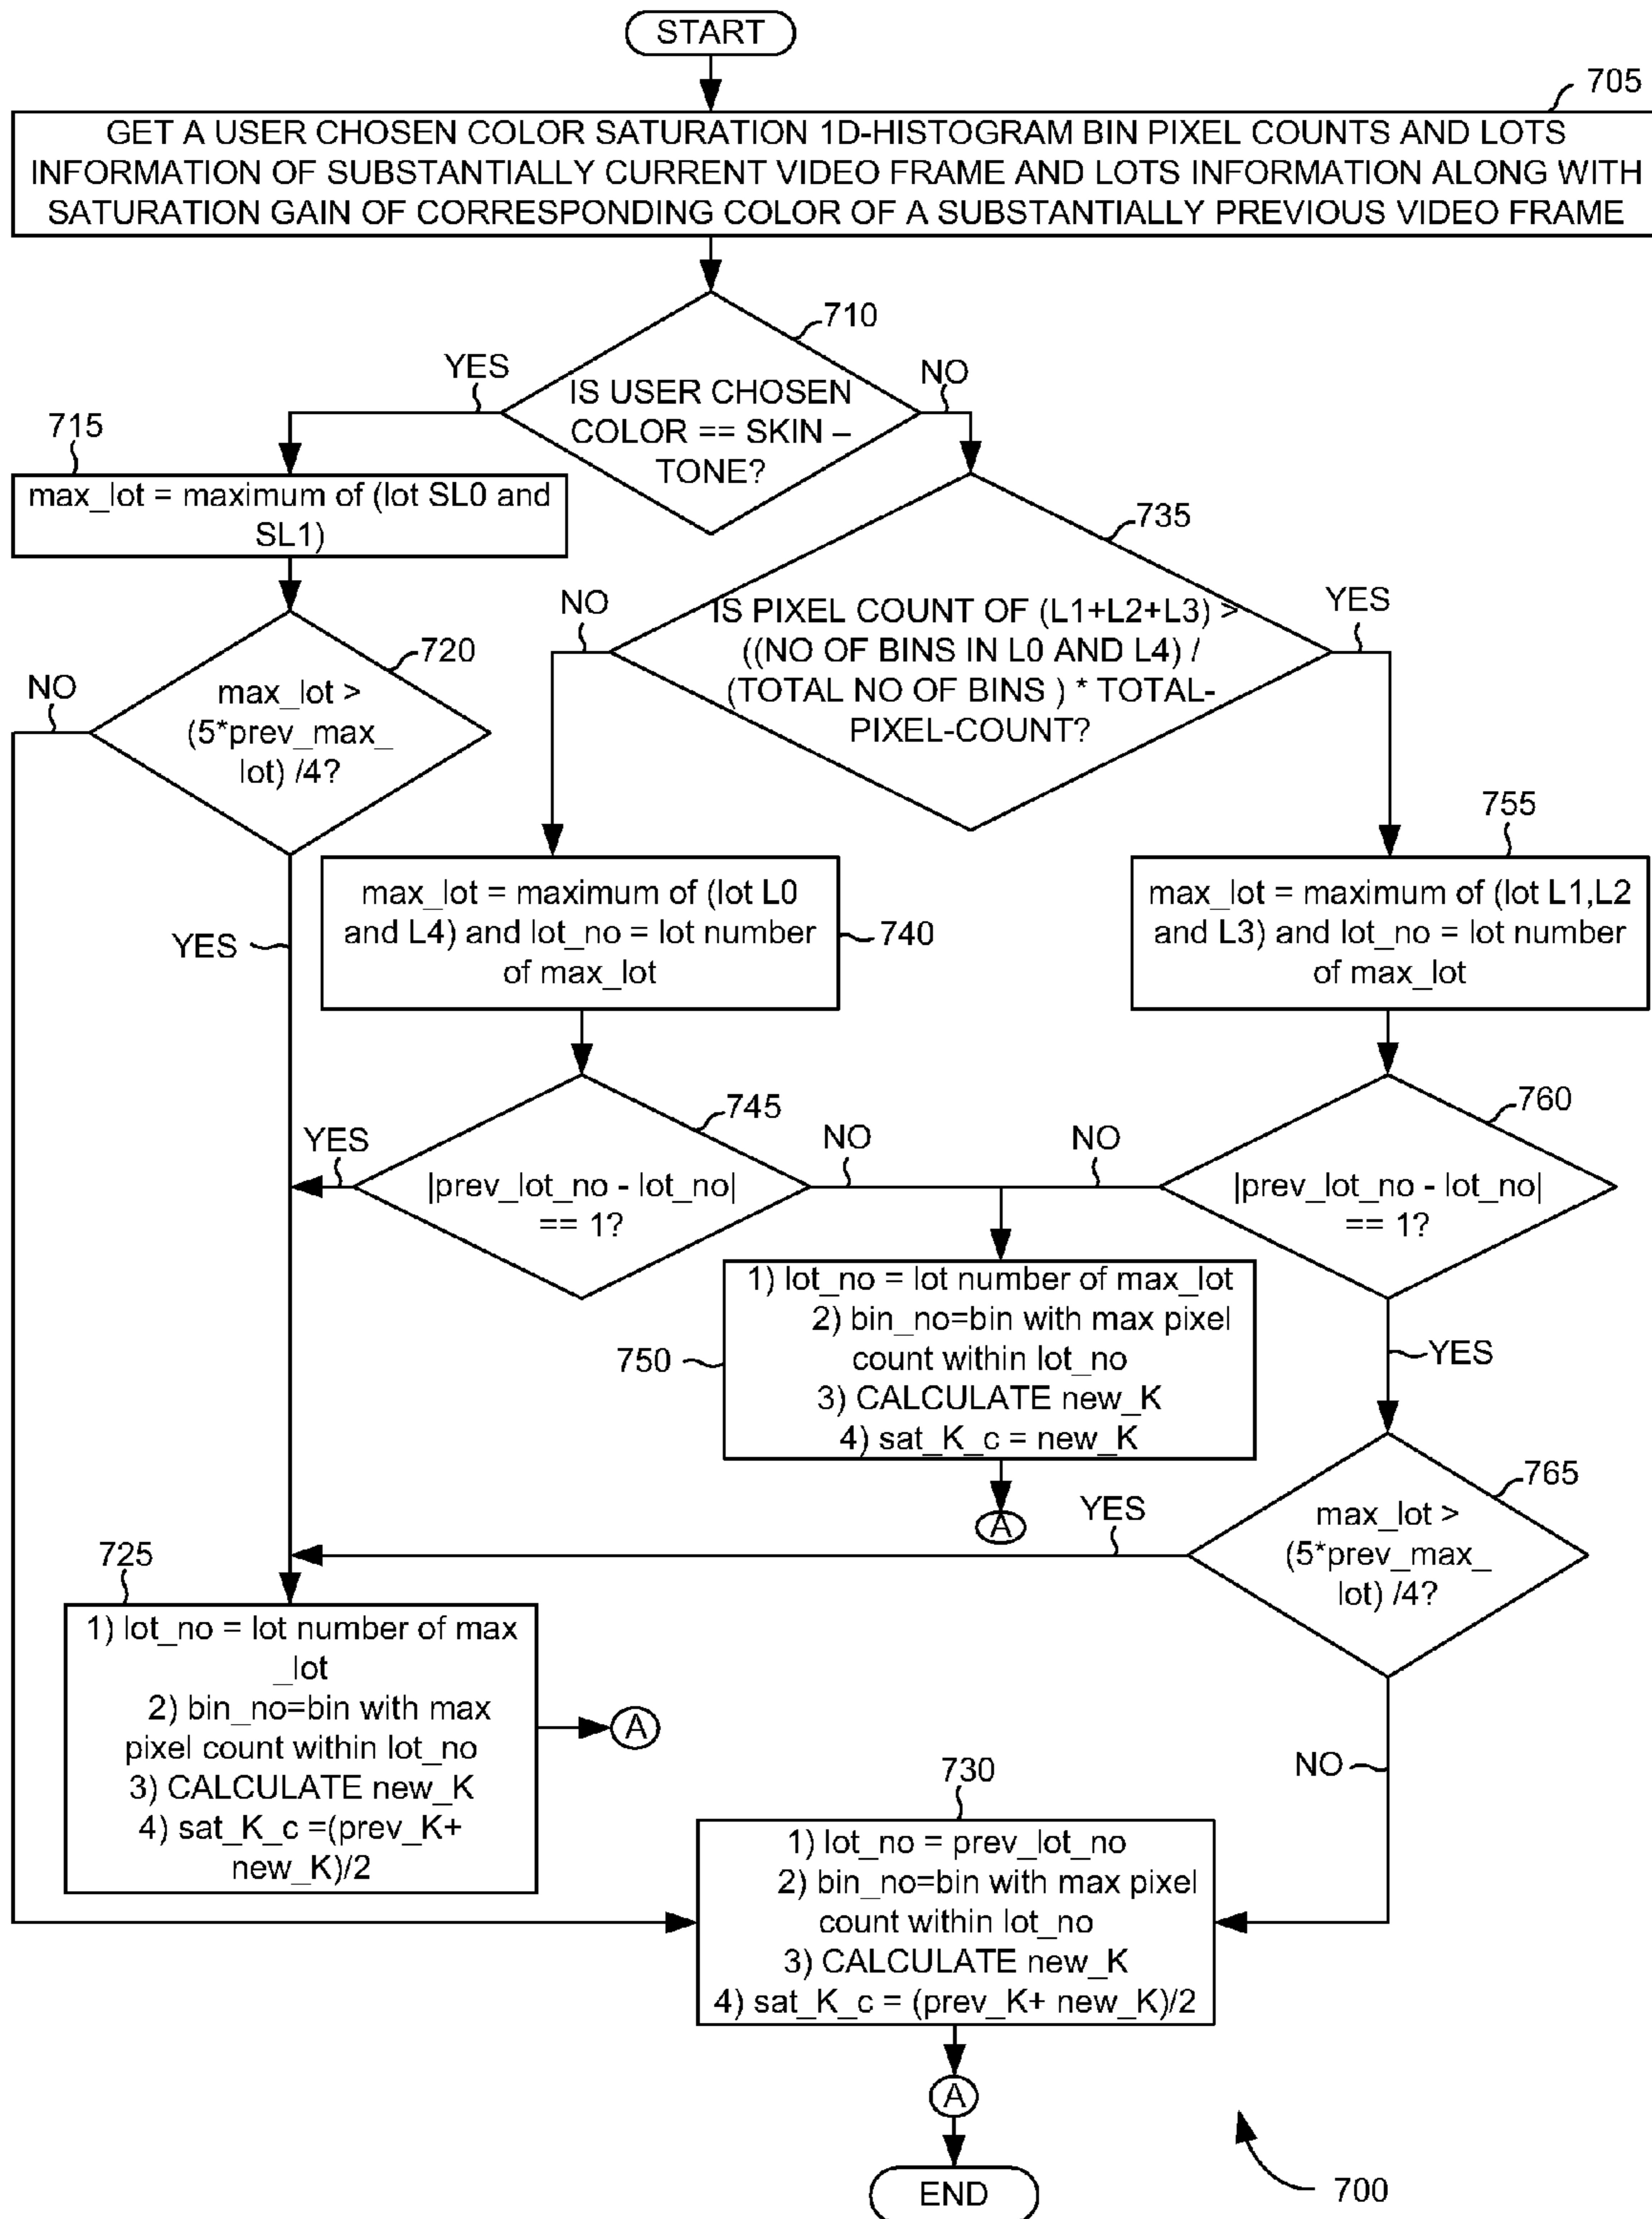 START
705
GET A USER CHOSEN COLOR SATURATION 1D-HISTOGRAM BIN PIXEL COUNTS AND LOTS
INFORMATION OF SUBSTANTIALLY CURRENT VIDEO FRAME AND LOTS INFORMATION ALONG WITH
SATURATION GAIN OF CORRESPONDING COLOR OF A SUBSTANTIALLY PREVIOUS VIDEO FRAME
710
YES
NO
IS USER CHOSEN
COLOR == SKIN –
TONE?
715
max_lot = maximum of (lot SL0 and
SL1)
735
NO
YES
IS PIXEL COUNT OF (L1+L2+L3) >
((NO OF BINS IN L0 AND L4) /
(TOTAL NO OF BINS ) * TOTAL-
PIXEL-COUNT?
720
NO
max_lot >
(5*prev_max_
lot) /4?
YES
755
max_lot = maximum of (lot L0
and L4) and lot_no = lot number
of max_lot
740
max_lot = maximum of (lot L1,L2
and L3) and lot_no = lot number
of max_lot
745
YES
NO
|prev_lot_no - lot_no|
== 1?
760
NO
|prev_lot_no - lot_no|
== 1?
YES
750
1) lot_no = lot number of max_lot
2) bin_no=bin with max pixel
count within lot_no
3) CALCULATE new_K
4) sat_K_c = new_K
A
765
YES
max_lot >
(5*prev_max_
lot) /4?
NO
725
1) lot_no = lot number of max
_lot
2) bin_no=bin with max
pixel count within lot_no
3) CALCULATE new_K
4) sat_K_c =(prev_K+
new_K)/2
A
730
1) lot_no = prev_lot_no
2) bin_no=bin with max pixel
count within lot_no
3) CALCULATE new_K
4) sat_K_c = (prev_K+ new_K)/2
A
END
700